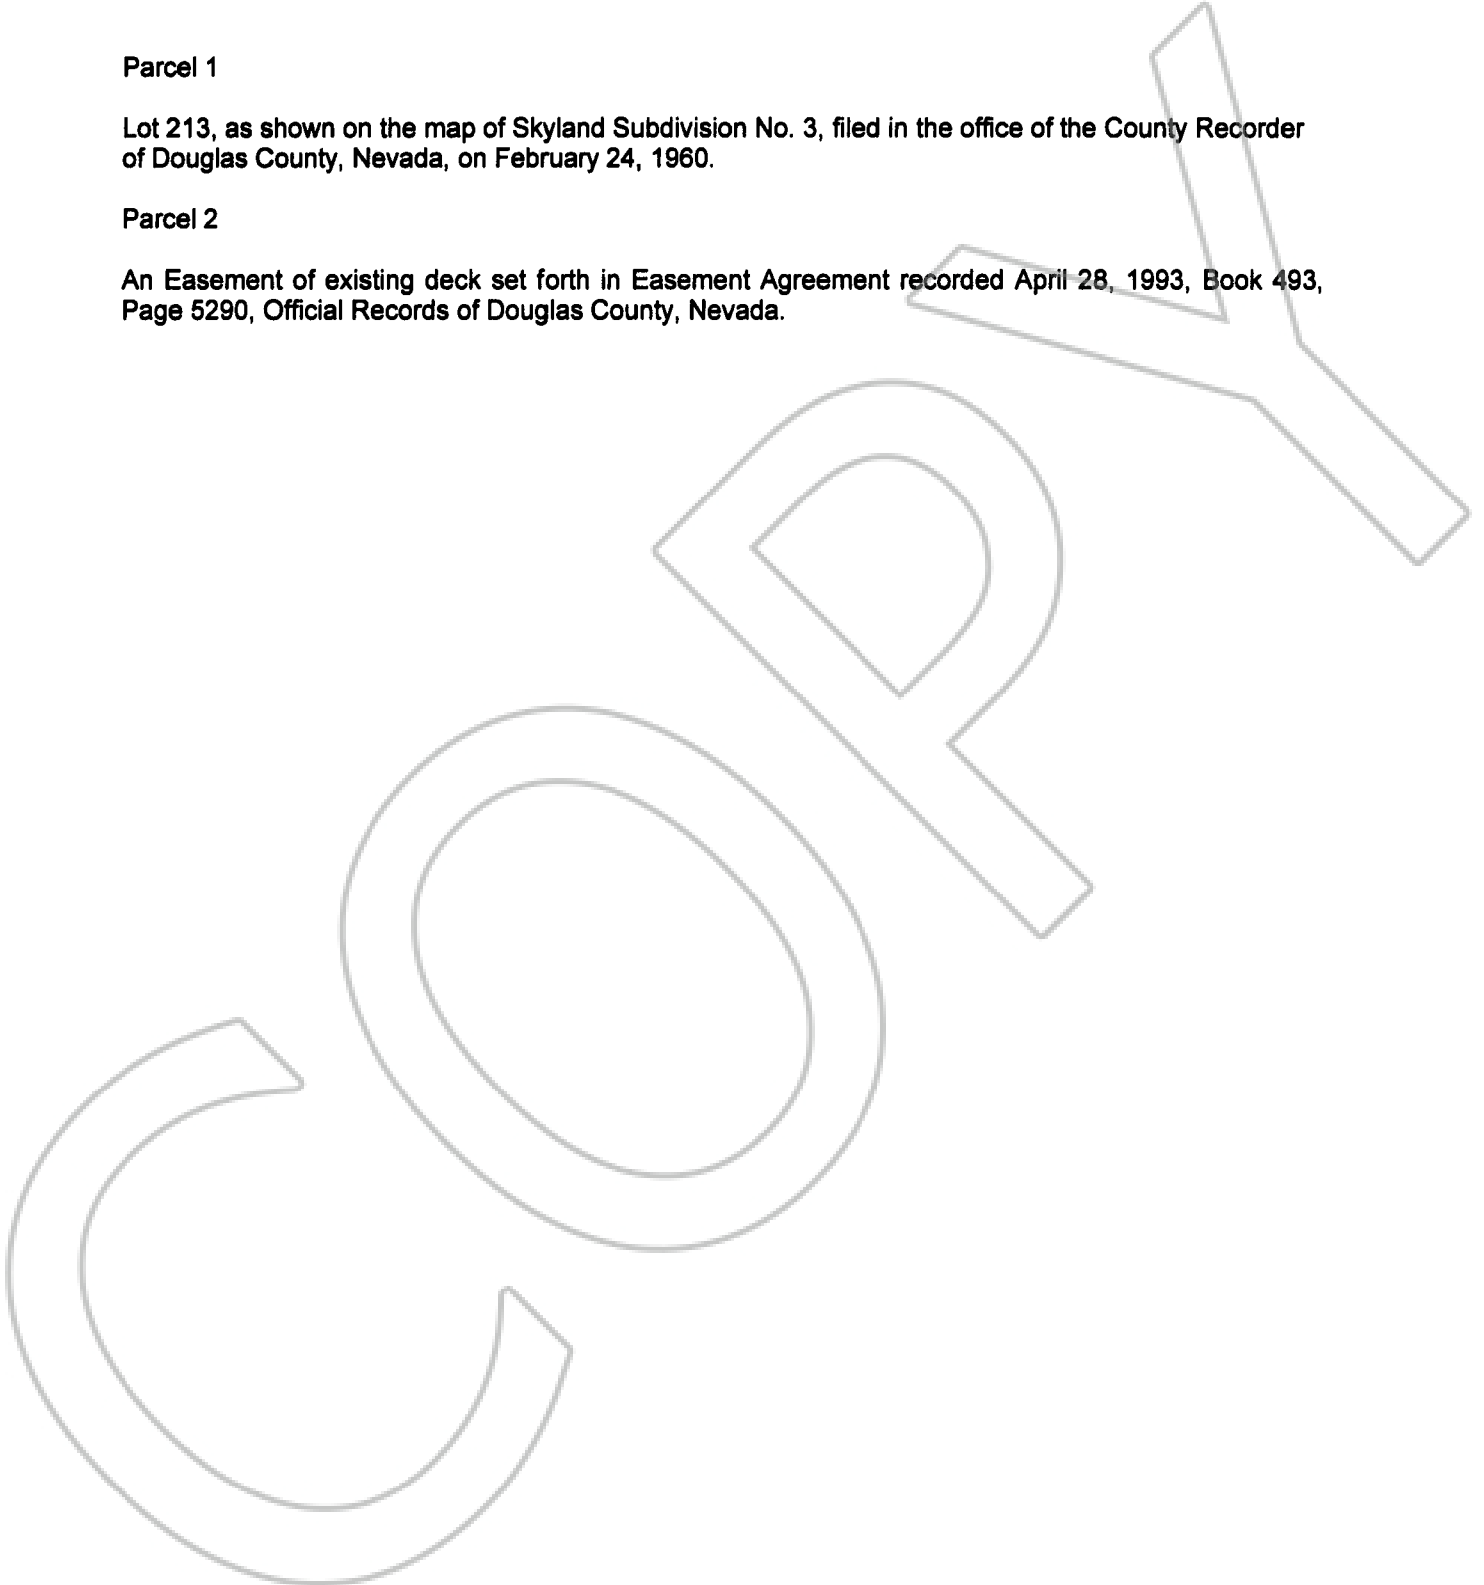 Parcel 1
Lot 213, as shown on the map of Skyland Subdivision No. 3, filed in the office of the County Recorder
of Douglas County, Nevada, on February 24, 1960.
Parcel 2
An Easement of existing deck set forth in Easement Agreement recorded April 28, 1993, Book 493,
Page 5290, Official Records of Douglas County, Nevada.
COPY